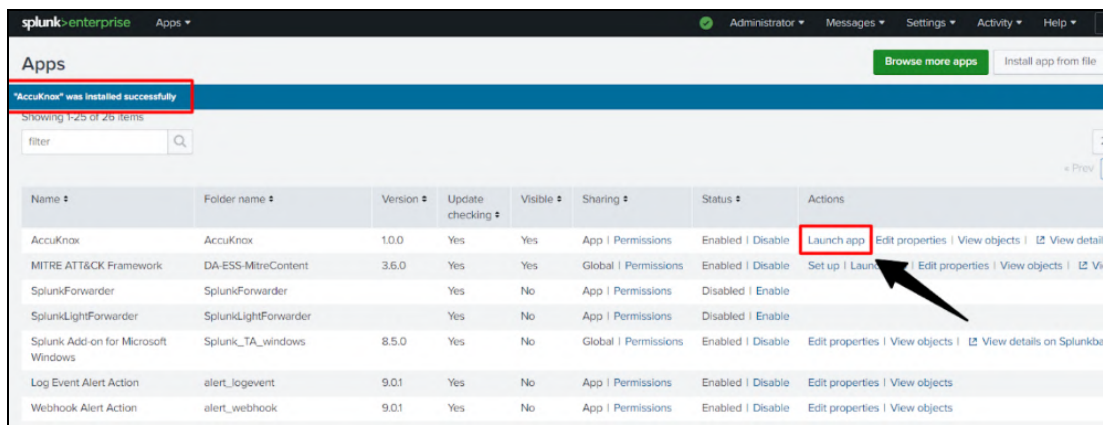 splunk>enterprise Apps Administrator Messages Settings Activity Help
Apps Browse more apps Install app from file
"AccuKnox" was installed successfully
Showing 1-25 of 26 items
filter
« Prev
Name Folder name Version Update checking Visible Sharing Status Actions
AccuKnox AccuKnox 1.0.0 Yes Yes App | Permissions Enabled | Disable Launch app Edit properties | View objects | View detail
MITRE ATT&CK Framework DA-ESS-MitreContent 3.6.0 Yes Yes Global | Permissions Enabled | Disable Set up | Laun | Edit properties | View objects | Vi
SplunkForwarder SplunkForwarder Yes No App | Permissions Disabled | Enable
SplunkLightForwarder SplunkLightForwarder Yes No App | Permissions Disabled | Enable
Splunk Add-on for Microsoft Windows Splunk_TA_windows 8.5.0 Yes No Global | Permissions Enabled | Disable Edit properties | View objects | View details on Splunkba
Log Event Alert Action alert_logevent 9.0.1 Yes No App | Permissions Enabled | Disable Edit properties | View objects
Webhook Alert Action alert_webhook 9.0.1 Yes No App | Permissions Enabled | Disable Edit properties | View objects